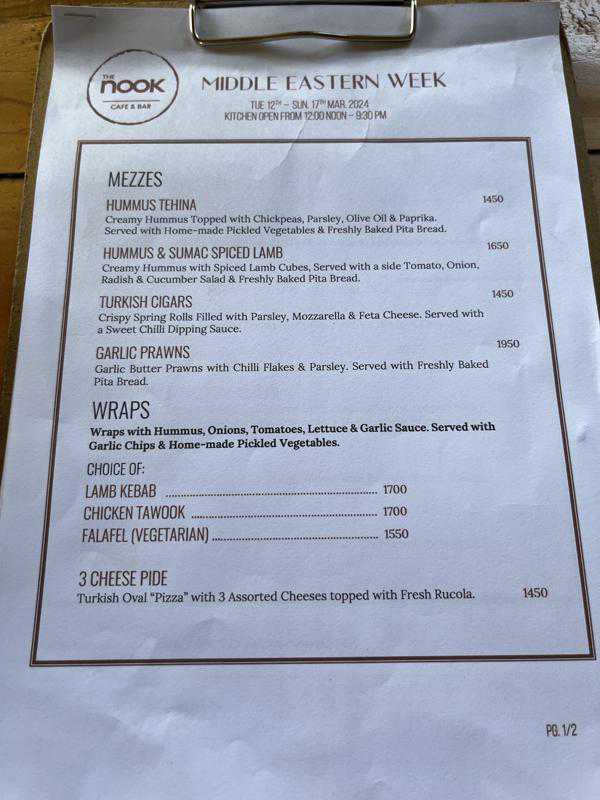 THE
nook
CAFE & BAR
MIDDLE EASTERN WEEK
TUE 12TH – SUN. 17TH MAR. 2024
KITCHEN OPEN FROM 12:00 NOON – 9:30 PM
MEZZES
HUMMUS TEHINA 1450
Creamy Hummus Topped with Chickpeas, Parsley, Olive Oil & Paprika.
Served with Home-made Pickled Vegetables & Freshly Baked Pita Bread.
HUMMUS & SUMAC SPICED LAMB 1650
Creamy Hummus with Spiced Lamb Cubes, Served with a side Tomato, Onion,
Radish & Cucumber Salad & Freshly Baked Pita Bread.
TURKISH CIGARS 1450
Crispy Spring Rolls Filled with Parsley, Mozzarella & Feta Cheese. Served with
a Sweet Chilli Dipping Sauce.
GARLIC PRAWNS 1950
Garlic Butter Prawns with Chilli Flakes & Parsley. Served with Freshly Baked
Pita Bread.
WRAPS
Wraps with Hummus, Onions, Tomatoes, Lettuce & Garlic Sauce. Served with
Garlic Chips & Home-made Pickled Vegetables.
CHOICE OF:
LAMB KEBAB ........................................................ 1700
CHICKEN TAWOOK ................................................ 1700
FALAFEL (VEGETARIAN) ........................................... 1550
3 CHEESE PIDE
Turkish Oval “Pizza” with 3 Assorted Cheeses topped with Fresh Rucola. 1450
PG. 1/2